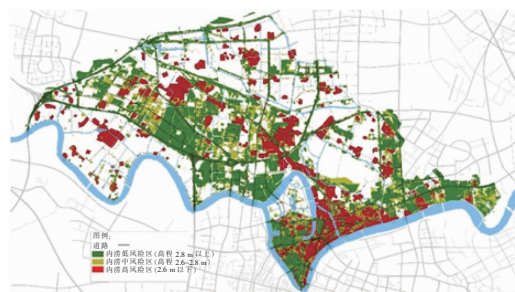 图例:
道路
内涝低风险区(高程 2.8 m 以上)
内涝中风险区(高程 2.6~2.8 m)
内涝高风险区(2.6 m 以下)